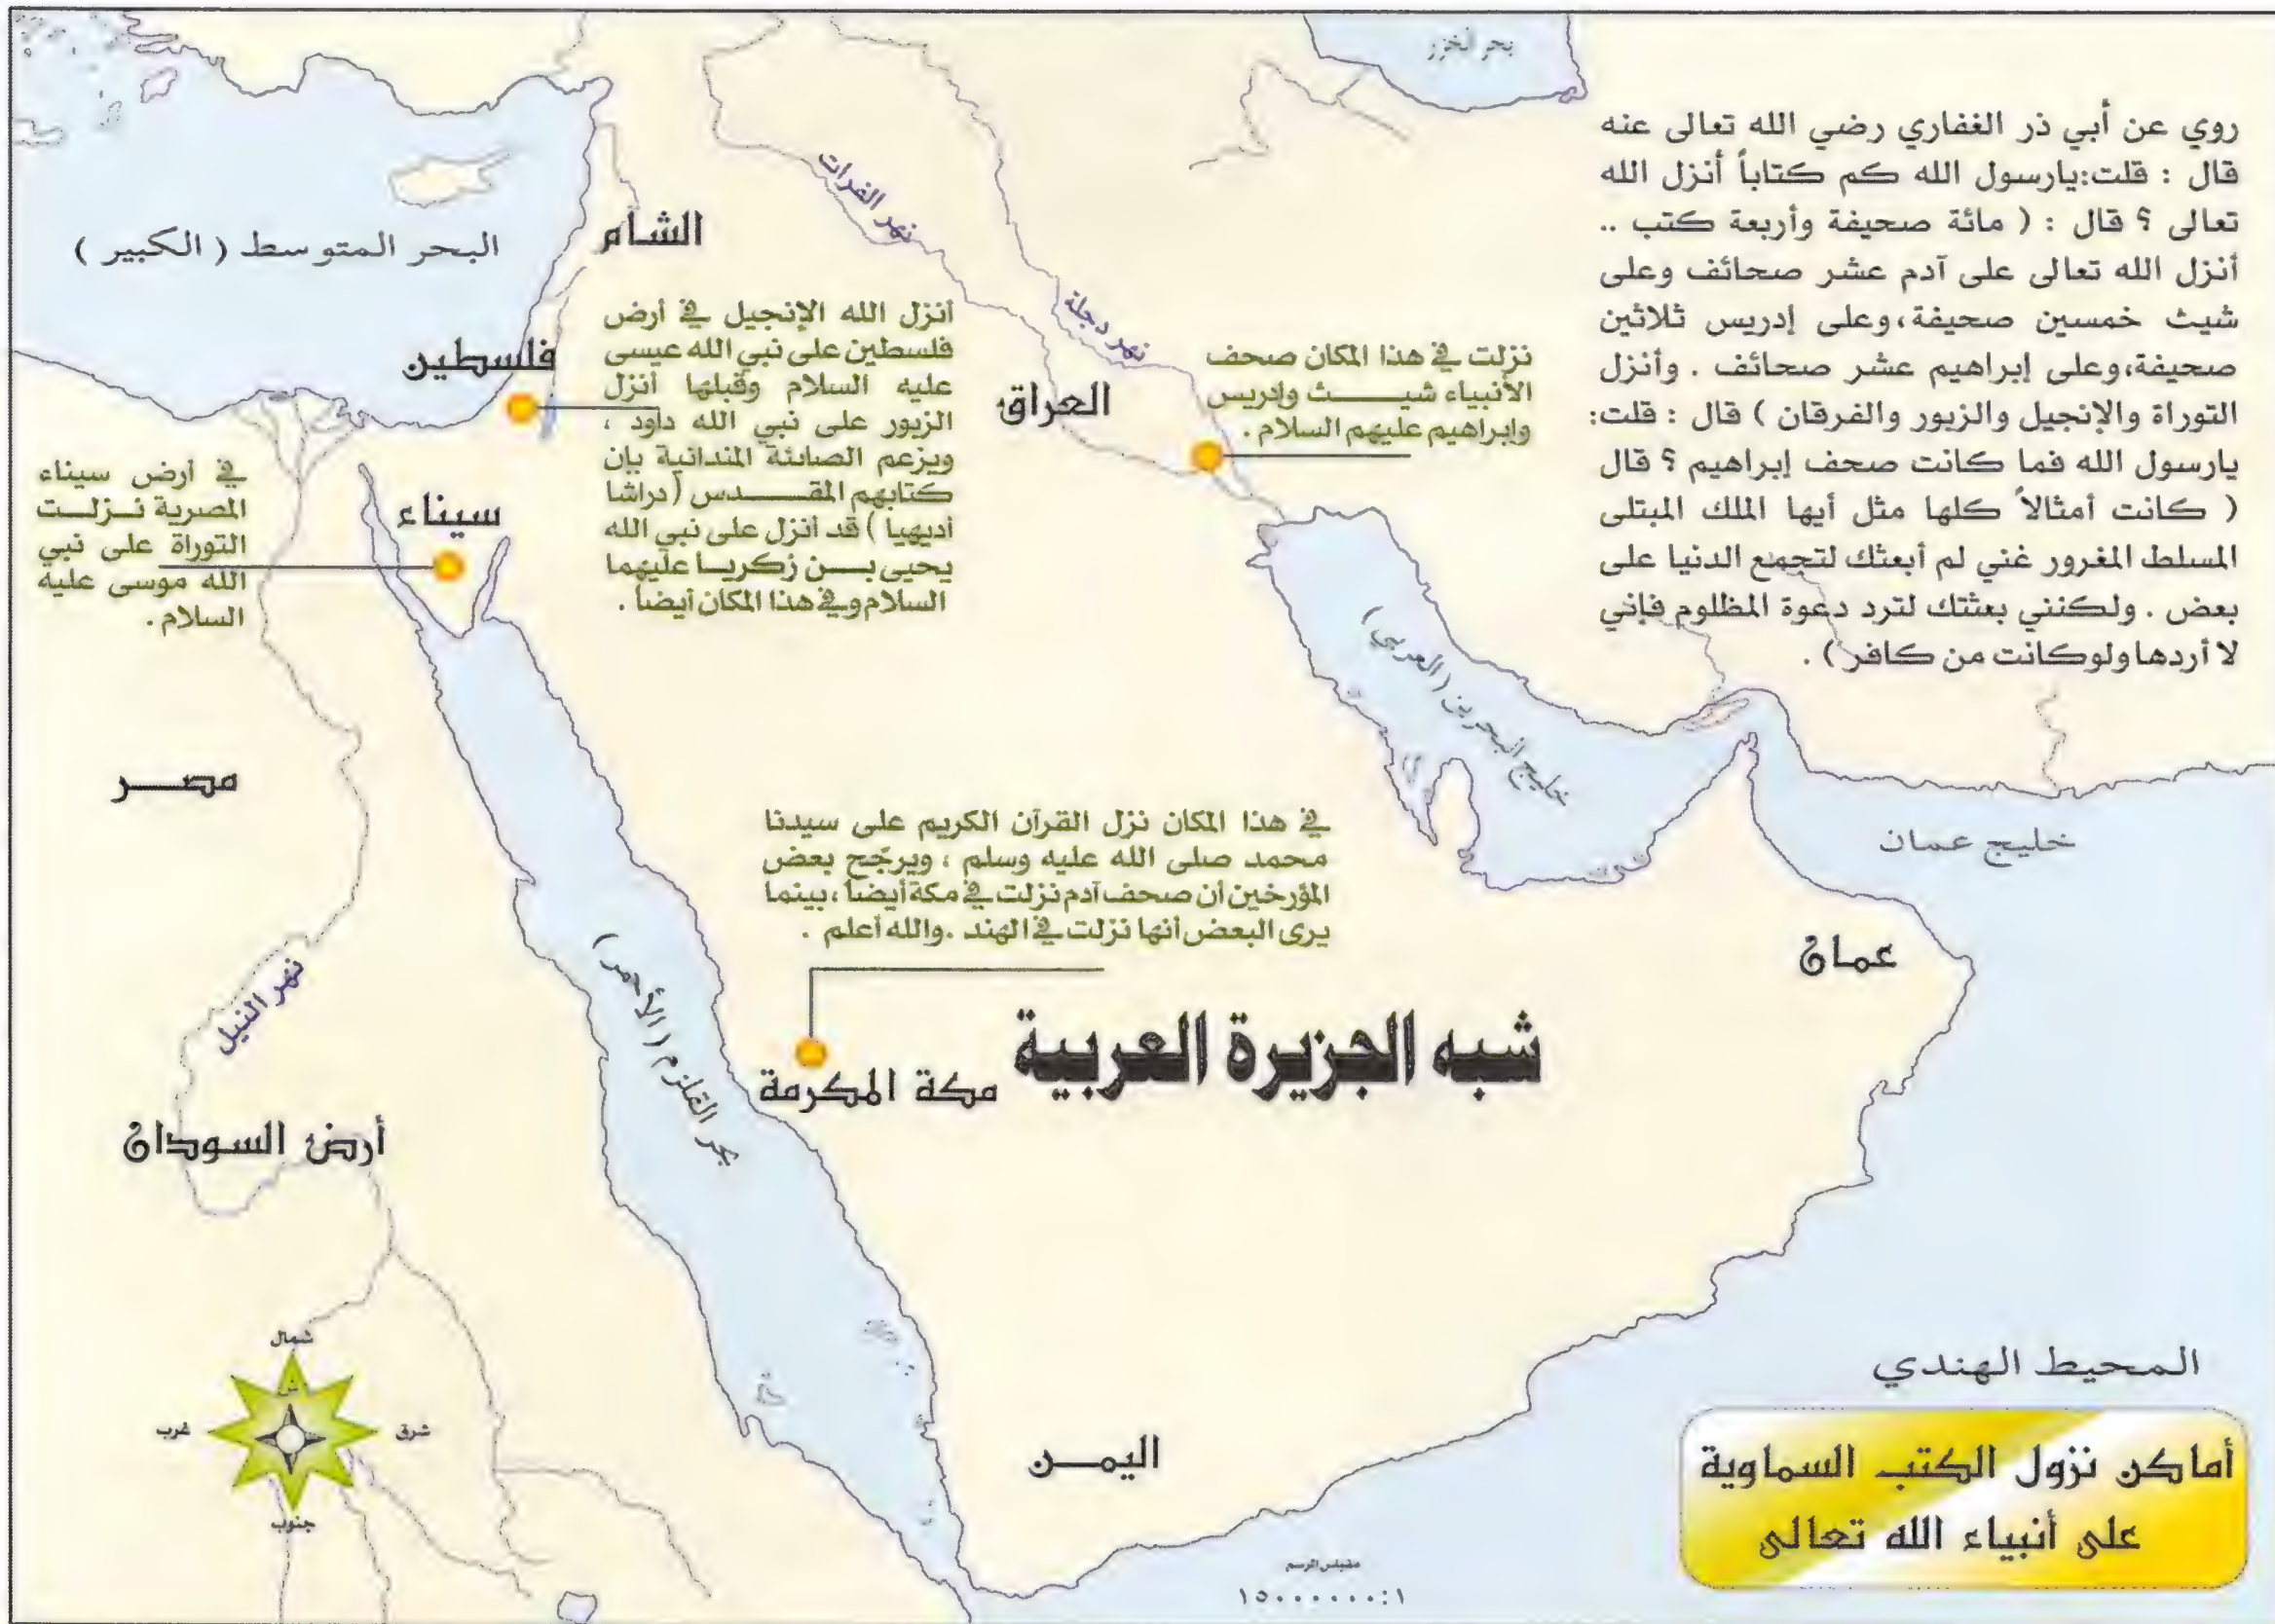 بحر الخزر
روي عن أبي ذر الغفاري رضي الله تعالى عنه
قال : قلت:يارسول الله كم كتاباً أنزل الله
تعالى ؟ قال : ( مائة صحيفة وأربعة كتب ..
أنزل الله تعالى على آدم عشر صحائف وعلى
شيث خمسين صحيفة،وعلى إدريس ثلاثين
صحيفة،وعلى إبراهيم عشر صحائف . وأنزل
التوراة والإنجيل والزبور والفرقان ) قال : قلت:
يارسول الله فما كانت صحف إبراهيم ؟ قال
( كانت أمثالاً كلها مثل أيها الملك المبتلى
المسلط المغرور غني لم أبعثك لتجمع الدنيا على
بعض . ولكنني بعثتك لترد دعوة المظلوم فإني
لا أردها ولو كانت من كافر ) .
نهر الفرات
نهر دجلة
الشام
البحر المتوسط ( الكبير )
فلسطين
العراق
نزلت في هذا المكان صحف
الأنبياء شيث وإدريس
وإبراهيم عليهم السلام .
أنزل الله الإنجيل في أرض
فلسطين على نبي الله عيسى
عليه السلام وقبلها أنزل
الزبور على نبي الله داود ،
ويزعم الصابئة المندانية بإن
كتابهم المقدس ( دراشا
أديهيا ) قد أنزل على نبي الله
يحيى بن زكريا عليهما
السلام وفي هذا المكان أيضاً .
سيناء
في أرض سيناء
المصرية نزلت
التوراة على نبي
الله موسى عليه
السلام .
خليج البحرين (العربي)
مصر
خليج عمان
في هذا المكان نزل القرآن الكريم على سيدنا
محمد صلى الله عليه وسلم ، ويرجّح بعض
المؤرخين أن صحف آدم نزلت في مكة أيضاً ، بينما
يرى البعض أنها نزلت في الهند . والله أعلم .
عمان
نهر النيل
بحر القلزم (الأحمر)
شبه الجزيرة العربية
مكة المكرمة
أرض السودان
شمال
ش
شرق
غرب
جنوب
المحيط الهندي
اليمن
أماكن نزول الكتب السماوية
على أنبياء الله تعالى
مقياس الرسم
١٥٠٠٠٠٠٠:١